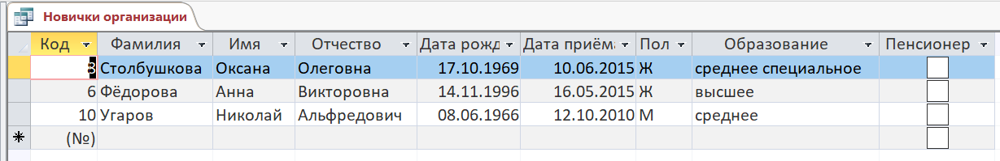 Новички организации
Код Фамилия Имя Отчество Дата рожд Дата приём Пол Образование Пенсионер
3 Столбушкова Оксана Олеговна 17.10.1969 10.06.2015 Ж среднее специальное
6 Фёдорова Анна Викторовна 14.11.1996 16.05.2015 Ж высшее
10 Угаров Николай Альфредович 08.06.1966 12.10.2010 М среднее
* (№)